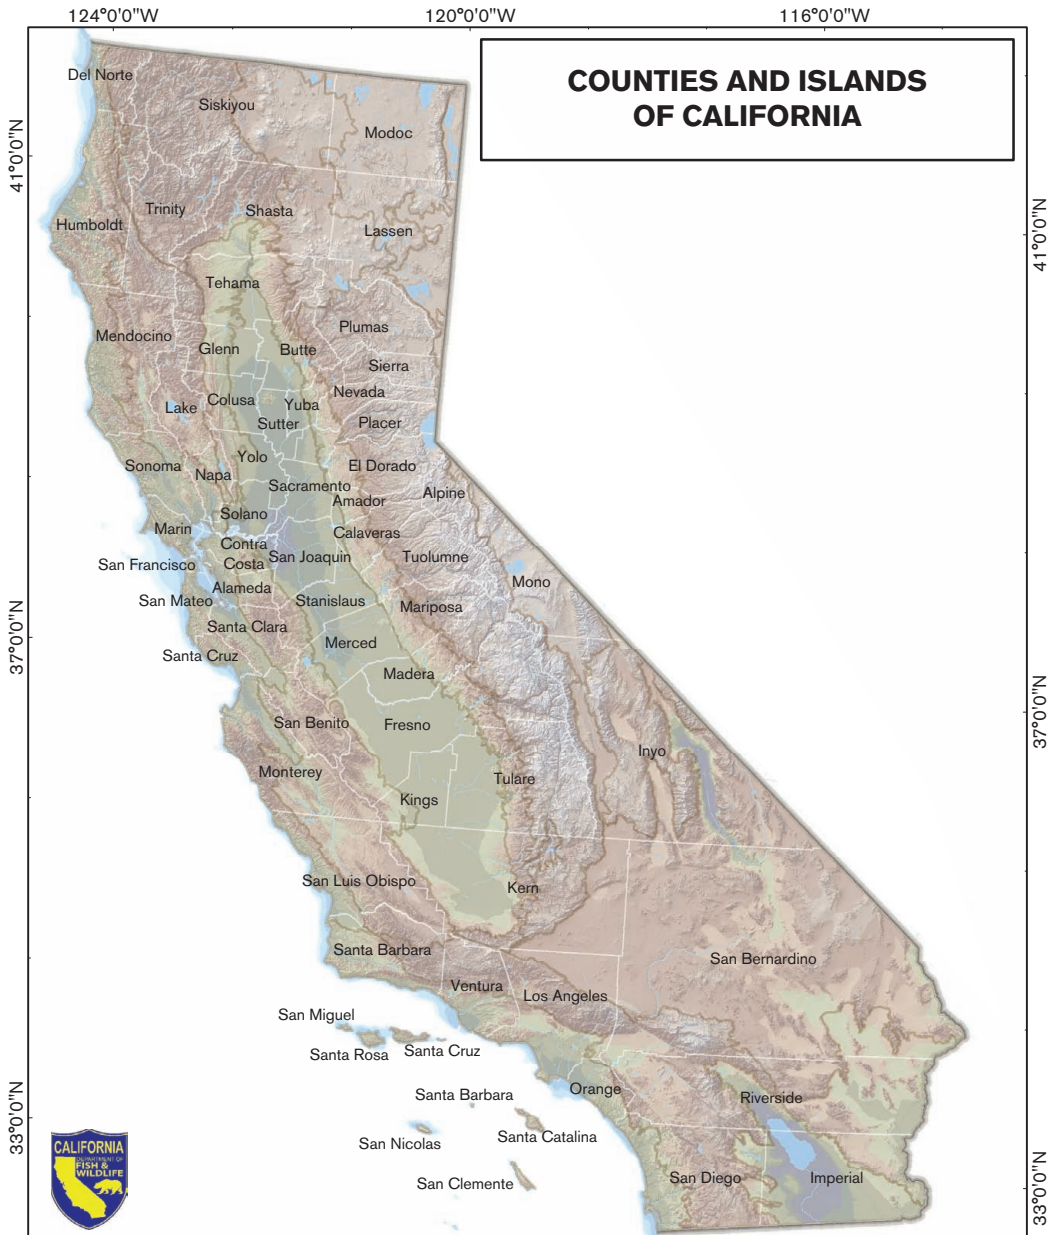 124°0'0"W
120°0'0"W
116°0'0"W
COUNTIES AND ISLANDS
OF CALIFORNIA
41°0'0"N
41°0'0"N
37°0'0"N
37°0'0"N
33°0'0"N
33°0'0"N
Del Norte
Siskiyou
Modoc
Humboldt
Trinity
Shasta
Lassen
Tehama
Mendocino
Glenn
Butte
Plumas
Sierra
Lake
Colusa
Yuba
Nevada
Sutter
Placer
Sonoma
Napa
Yolo
El Dorado
Sacramento
Amador
Alpine
Marin
Solano
Calaveras
Contra
Costa
San Joaquin
Tuolumne
San Francisco
Alameda
Mono
San Mateo
Stanislaus
Mariposa
Santa Clara
Merced
Santa Cruz
Madera
San Benito
Fresno
Inyo
Monterey
Tulare
Kings
San Luis Obispo
Kern
Santa Barbara
San Bernardino
Ventura
Los Angeles
San Miguel
Santa Rosa
Santa Cruz
Santa Barbara
Orange
Riverside
San Nicolas
Santa Catalina
San Clemente
San Diego
Imperial
CALIFORNIA
DEPARTMENT OF
FISH &
WILDLIFE